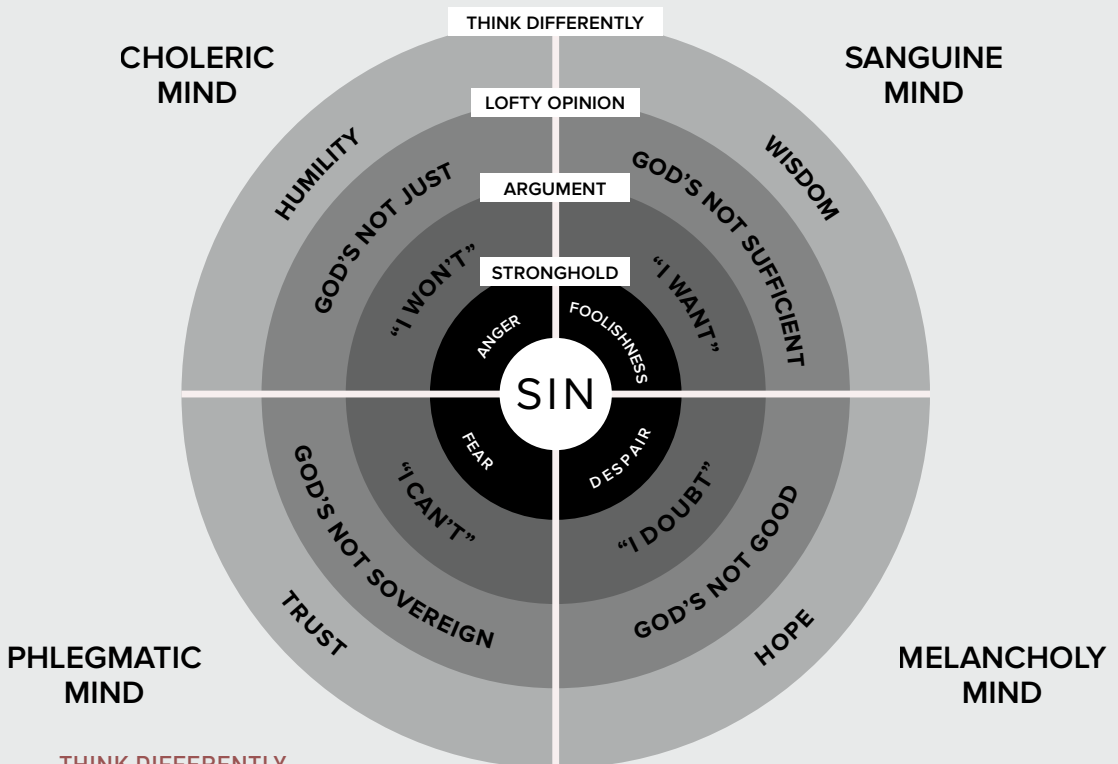 THINK DIFFERENTLY
CHOLERIC
MIND
SANGUINE
MIND
LOFTY OPINION
HUMILITY
WISDOM
GOD'S NOT JUST
GOD'S NOT SUFFICIENT
ARGUMENT
“I WON'T”
“I WANT”
STRONGHOLD
ANGER
FOOLISHNESS
SIN
FEAR
DESPAIR
“I CAN'T”
“I DOUBT”
GOD'S NOT SOVEREIGN
GOD'S NOT GOOD
TRUST
HOPE
PHLEGMATIC
MIND
MELANCHOLY
MIND
THINK DIFFERENTLY